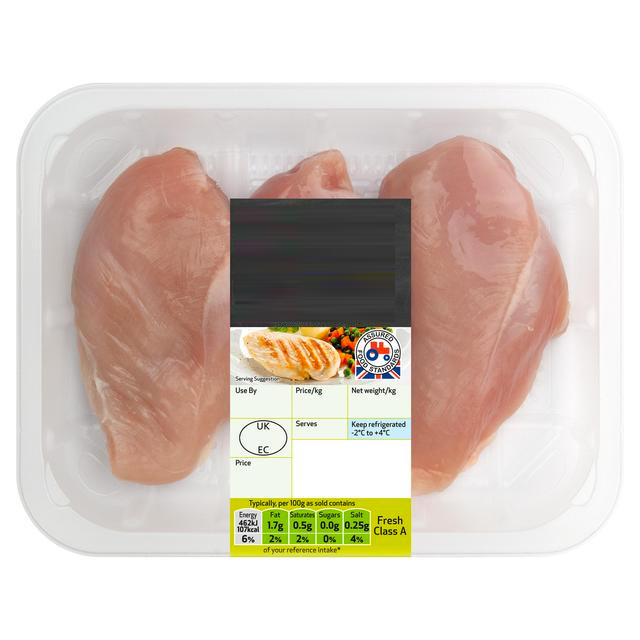 ASSURED
FOOD STANDARDS
Serving Suggestion
Use By Price/kg Net weight/kg
UK
EC
Serves
Keep refrigerated
-2°C to +4°C
Price
Typically, per 100g as sold contains
Energy Fat Saturates Sugars Salt
462kJ
107kcal 1.7g 0.5g 0.0g 0.25g
6% 2% 2% 0% 4%
Fresh
Class A
of your reference intake*